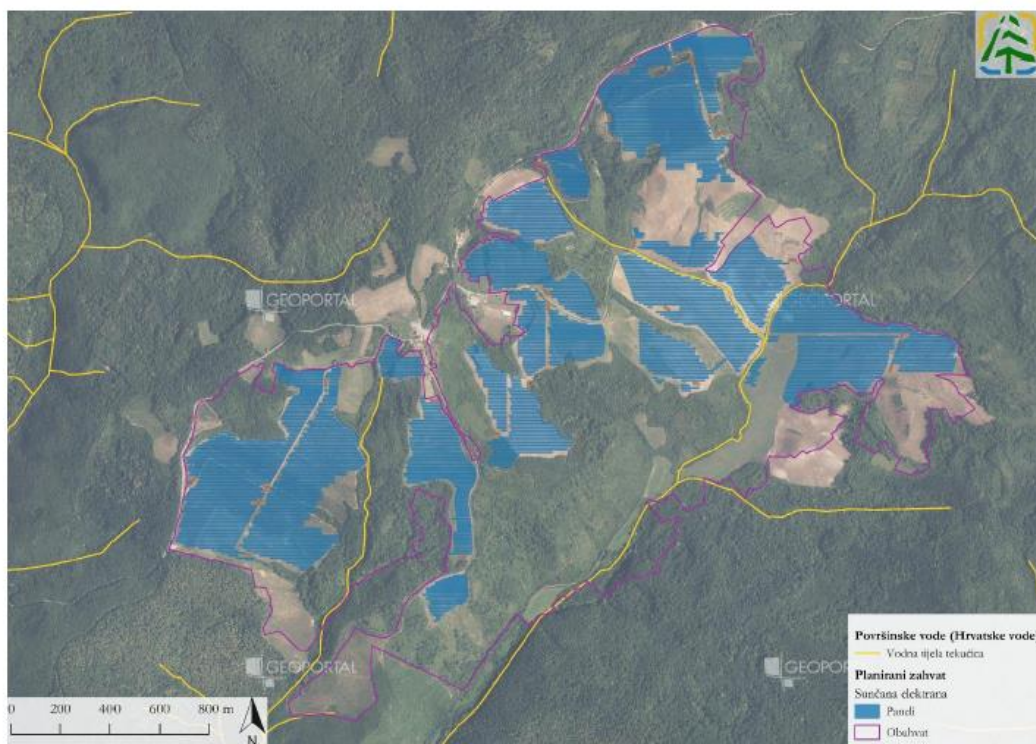 GEOPORTAL
GEOPORTAL
GEOPORTAL
GEOPORTAL
Površinske vode (Hrvatske vode
Vodna tijela tekućica
Planirani zahvat
Sunčana elektrana
Paneli
Obuhvat
0 200 400 600 800 m
N